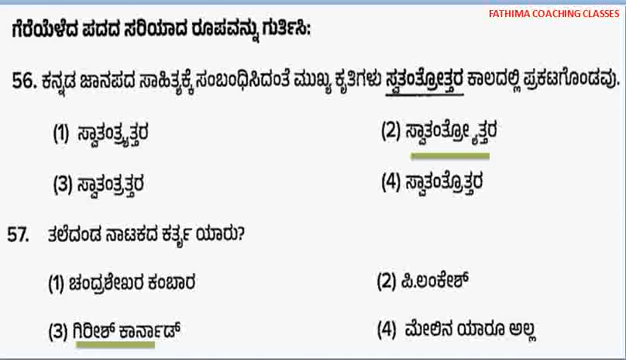 FATHIMA COACHING CLASSES
ಗೆರೆಯೆಳೆದ ಪದದ ಸರಿಯಾದ ರೂಪವನ್ನು ಗುರ್ತಿಸಿ:
56. ಕನ್ನಡ ಜಾನಪದ ಸಾಹಿತ್ಯಕ್ಕೆ ಸಂಬಂಧಿಸಿದಂತೆ ಮುಖ್ಯ ಕೃತಿಗಳು ಸ್ವತಂತ್ರೋತ್ತರ ಕಾಲದಲ್ಲಿ ಪ್ರಕಟಗೊಂಡವು.
(1) ಸ್ವಾತಂತ್ರ್ಯತ್ತರ (2) ಸ್ವಾತಂತ್ರ್ಯೋತ್ತರ
(3) ಸ್ವಾತಂತ್ರತ್ತರ (4) ಸ್ವಾತಂತ್ರೊತ್ತರ
57. ತಲೆದಂಡ ನಾಟಕದ ಕರ್ತೃ ಯಾರು?
(1) ಚಂದ್ರಶೇಖರ ಕಂಬಾರ (2) ಪಿ.ಲಂಕೇಶ್
(3) ಗಿರೀಶ್ ಕಾರ್ನಾಡ್ (4) ಮೇಲಿನ ಯಾರೂ ಅಲ್ಲ